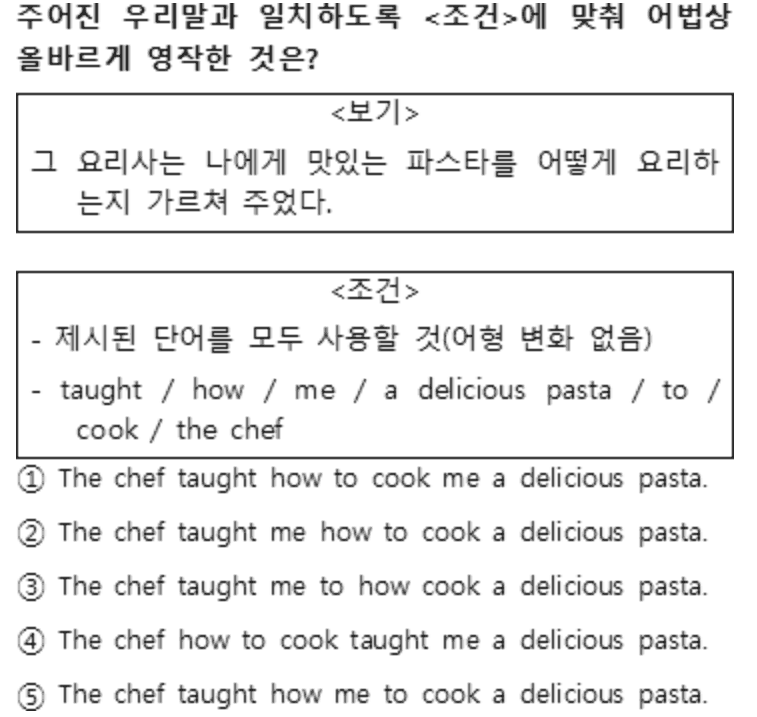 주어진 우리말과 일치하도록 <조건>에 맞춰 어법상
올바르게 영작한 것은?
<보기>
그 요리사는 나에게 맛있는 파스타를 어떻게 요리하
는지 가르쳐 주었다.
<조건>
- 제시된 단어를 모두 사용할 것(어형 변화 없음)
- taught / how / me / a delicious pasta / to /
cook / the chef
① The chef taught how to cook me a delicious pasta.
② The chef taught me how to cook a delicious pasta.
③ The chef taught me to how cook a delicious pasta.
④ The chef how to cook taught me a delicious pasta.
⑤ The chef taught how me to cook a delicious pasta.